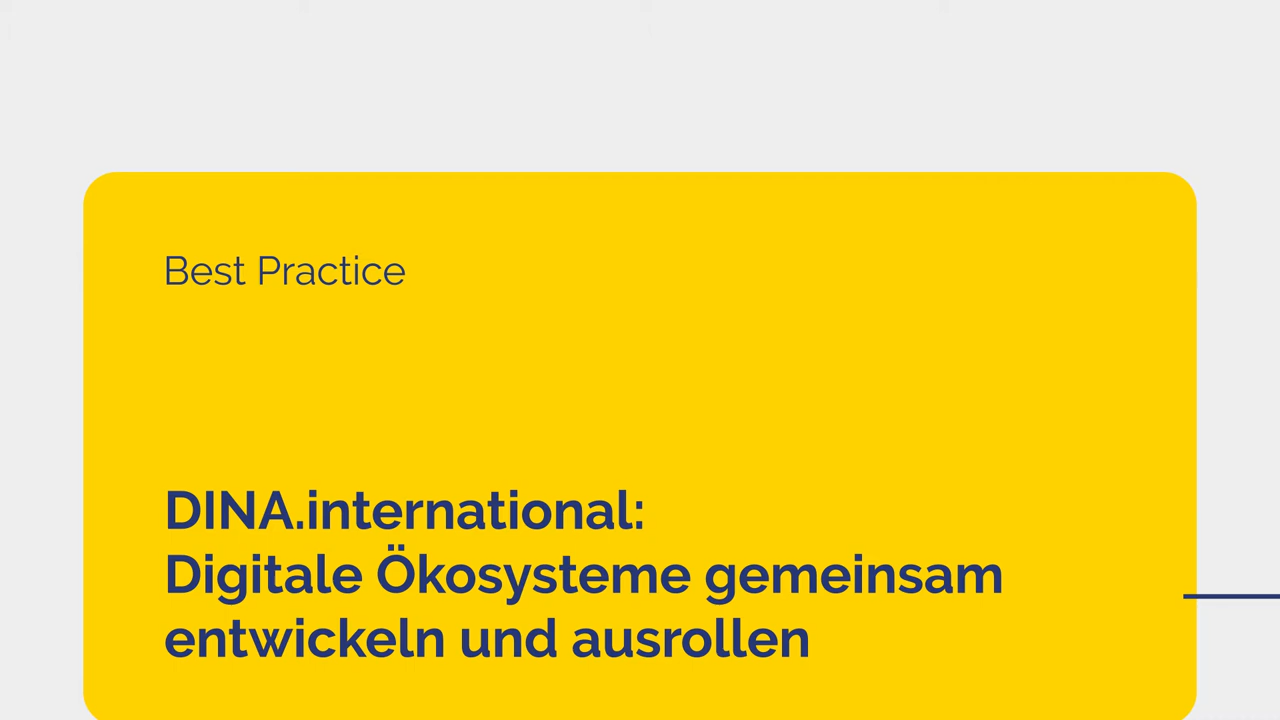 Best Practice
DINA.international:
Digitale Ökosysteme gemeinsam
entwickeln und ausrollen